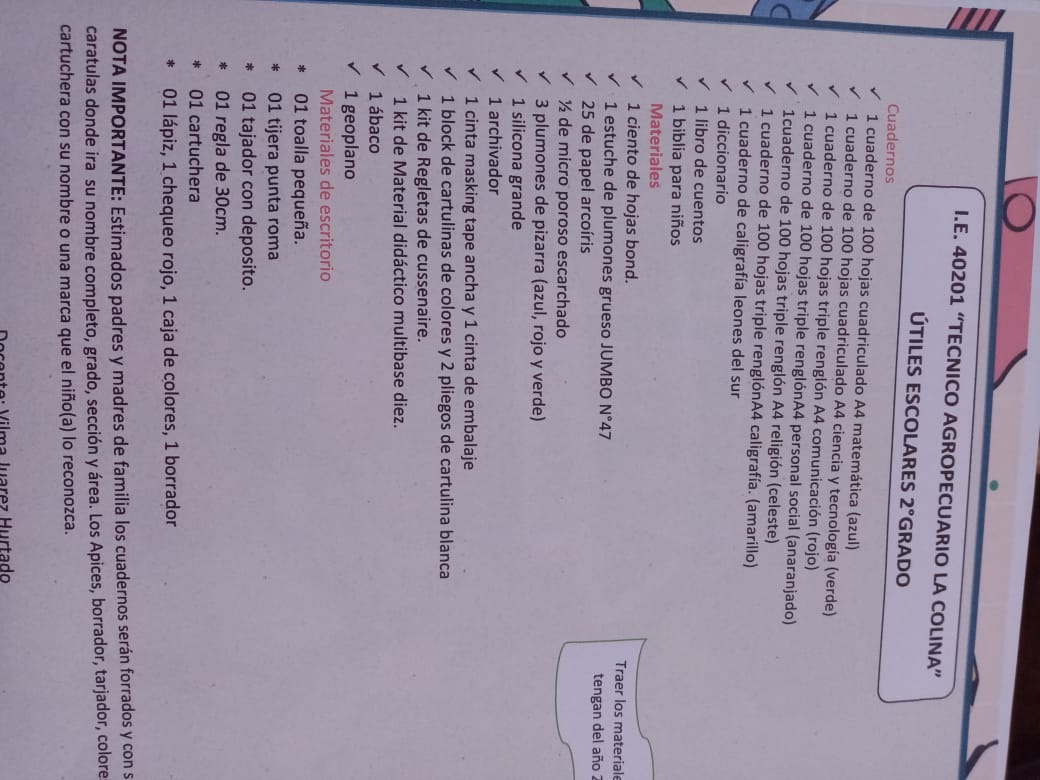 I.E. 40201 “TECNICO AGROPECUARIO LA COLINA”
ÚTILES ESCOLARES 2°GRADO
Cuadernos
✓ 1 cuaderno de 100 hojas cuadriculado A4 matemática (azul)
✓ 1 cuaderno de 100 hojas cuadriculado A4 ciencia y tecnología (verde)
✓ 1 cuaderno de 100 hojas triple renglón A4 comunicación (rojo)
✓ 1 cuaderno de 100 hojas triple renglónA4 personal social (anaranjado)
✓ 1cuaderno de 100 hojas triple renglón A4 religión (celeste)
✓ 1 cuaderno de 100 hojas triple renglónA4 caligrafía. (amarillo)
✓ 1 cuaderno de caligrafía leones del sur
✓ 1 diccionario
✓ 1 libro de cuentos
✓ 1 biblia para niños
Materiales
✓ 1 ciento de hojas bond.
✓ 1 estuche de plumones grueso JUMBO N°47
✓ 25 de papel arcoíris
✓ ½ de micro poroso escarchado
✓ 3 plumones de pizarra (azul, rojo y verde)
✓ 1 silicona grande
✓ 1 archivador
✓ 1 cinta masking tape ancha y 1 cinta de embalaje
✓ 1 block de cartulinas de colores y 2 pliegos de cartulina blanca
✓ 1 kit de Regletas de cussenaire.
✓ 1 kit de Material didáctico multibase diez.
✓ 1 ábaco
✓ 1 geoplano
Traer los materiale
tengan del año 2
Materiales de escritorio
* 01 toalla pequeña.
* 01 tijera punta roma
* 01 tajador con deposito.
* 01 regla de 30cm.
* 01 cartuchera
* 01 lápiz, 1 chequeo rojo, 1 caja de colores, 1 borrador
NOTA IMPORTANTE: Estimados padres y madres de familia los cuadernos serán forrados y con s
caratulas donde ira su nombre completo, grado, sección y área. Los Apices, borrador, tarjador, colore
cartuchera con su nombre o una marca que el niño(a) lo reconozca.
Docente: Vilma Juarez Hurtado